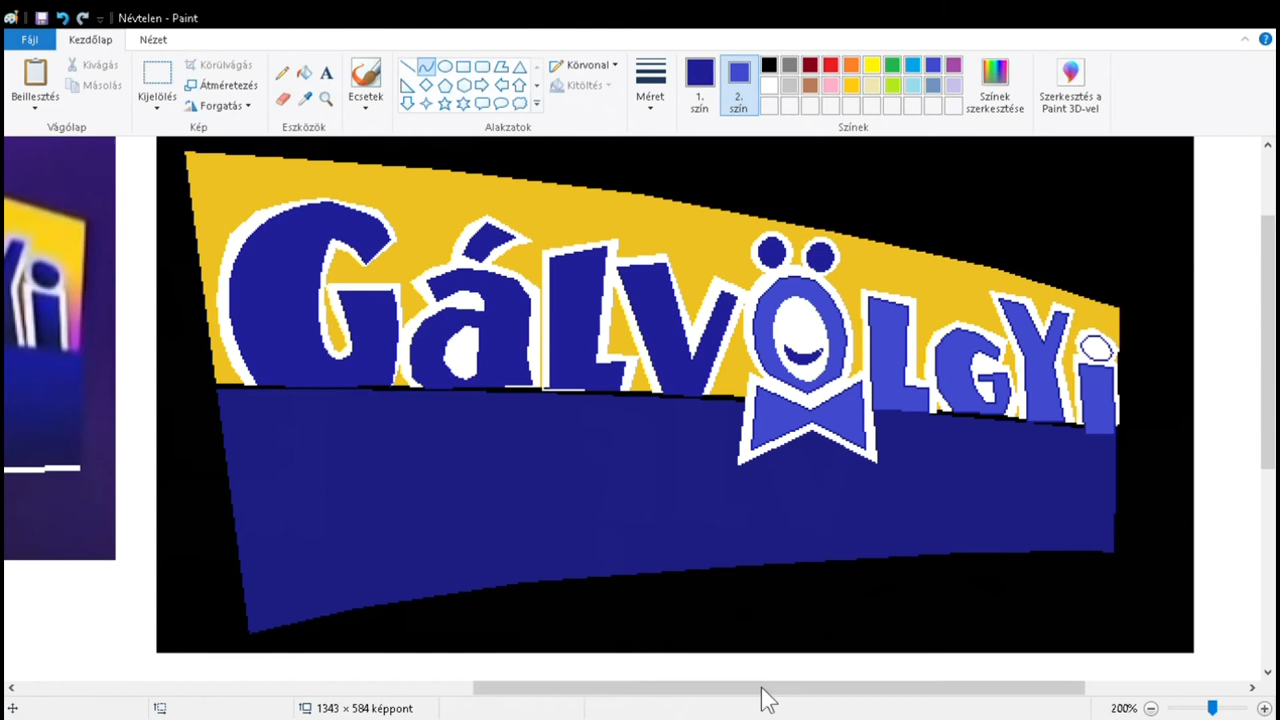 Névtelen - Paint
Fájl Kezdőlap Nézet
Beillesztés
Kivágás
Másolás
Vágólap
Kijelölés
Körülvágás
Átméretezés
Forgatás
Kép
A
Eszközök
Ecsetek
Körvonal
Kitöltés
Alakzatok
Méret
1.
szín
2.
szín
Színek
szerkesztése
Színek
Szerkesztés a
Paint 3D-vel
GáLVÖLGYi
Yi
1343 × 584 képpont
200%